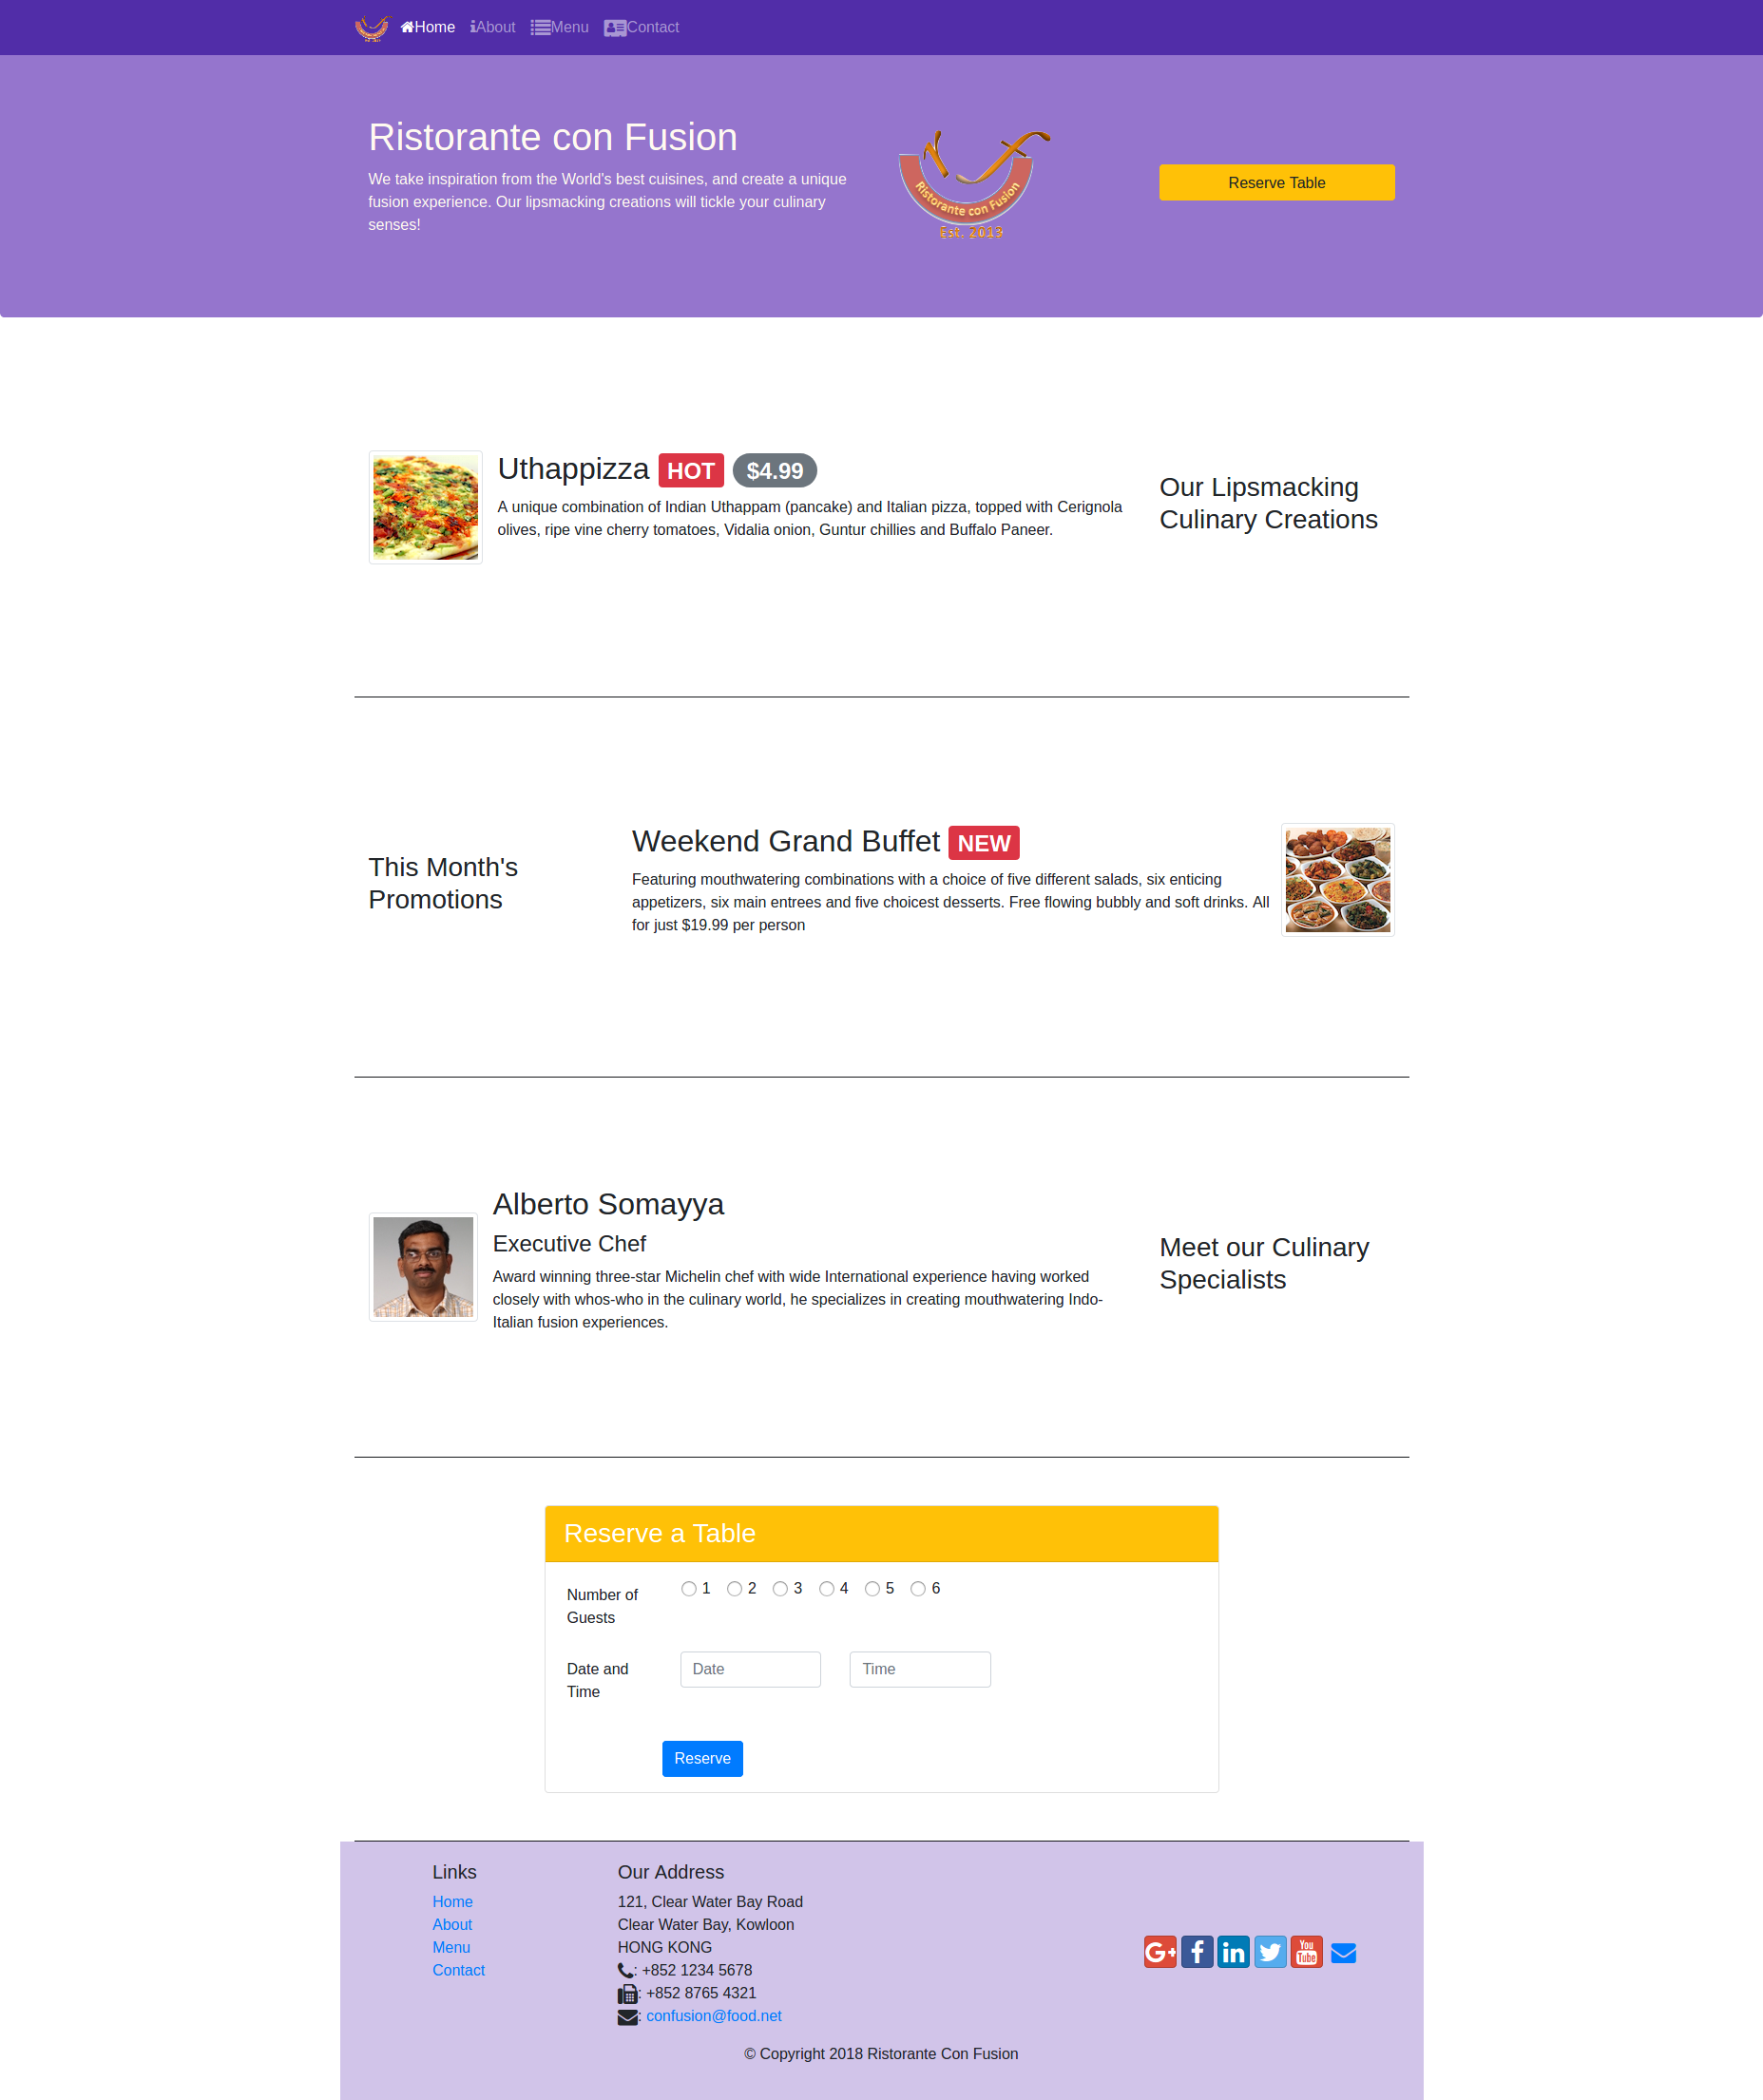 Home About Menu Contact
Ristorante con Fusion
We take inspiration from the World's best cuisines, and create a unique
fusion experience. Our lipsmacking creations will tickle your culinary
senses!
Ristorante con Fusion
Est. 2019
Reserve Table
Uthappizza HOT $4.99
A unique combination of Indian Uthappam (pancake) and Italian pizza, topped with Cerignola
olives, ripe vine cherry tomatoes, Vidalia onion, Guntur chillies and Buffalo Paneer.
Our Lipsmacking
Culinary Creations
This Month's
Promotions
Weekend Grand Buffet NEW
Featuring mouthwatering combinations with a choice of five different salads, six enticing
appetizers, six main entrees and five choicest desserts. Free flowing bubbly and soft drinks. All
for just $19.99 per person
Alberto Somayya
Executive Chef
Award winning three-star Michelin chef with wide International experience having worked
closely with whos-who in the culinary world, he specializes in creating mouthwatering Indo-
Italian fusion experiences.
Meet our Culinary
Specialists
Reserve a Table
Number of
Guests
1 2 3 4 5 6
Date and
Time
Date
Time
Reserve
Links
Home
About
Menu
Contact
Our Address
121, Clear Water Bay Road
Clear Water Bay, Kowloon
HONG KONG
: +852 1234 5678
: +852 8765 4321
: confusion@food.net
G+ f in You Tube
© Copyright 2018 Ristorante Con Fusion